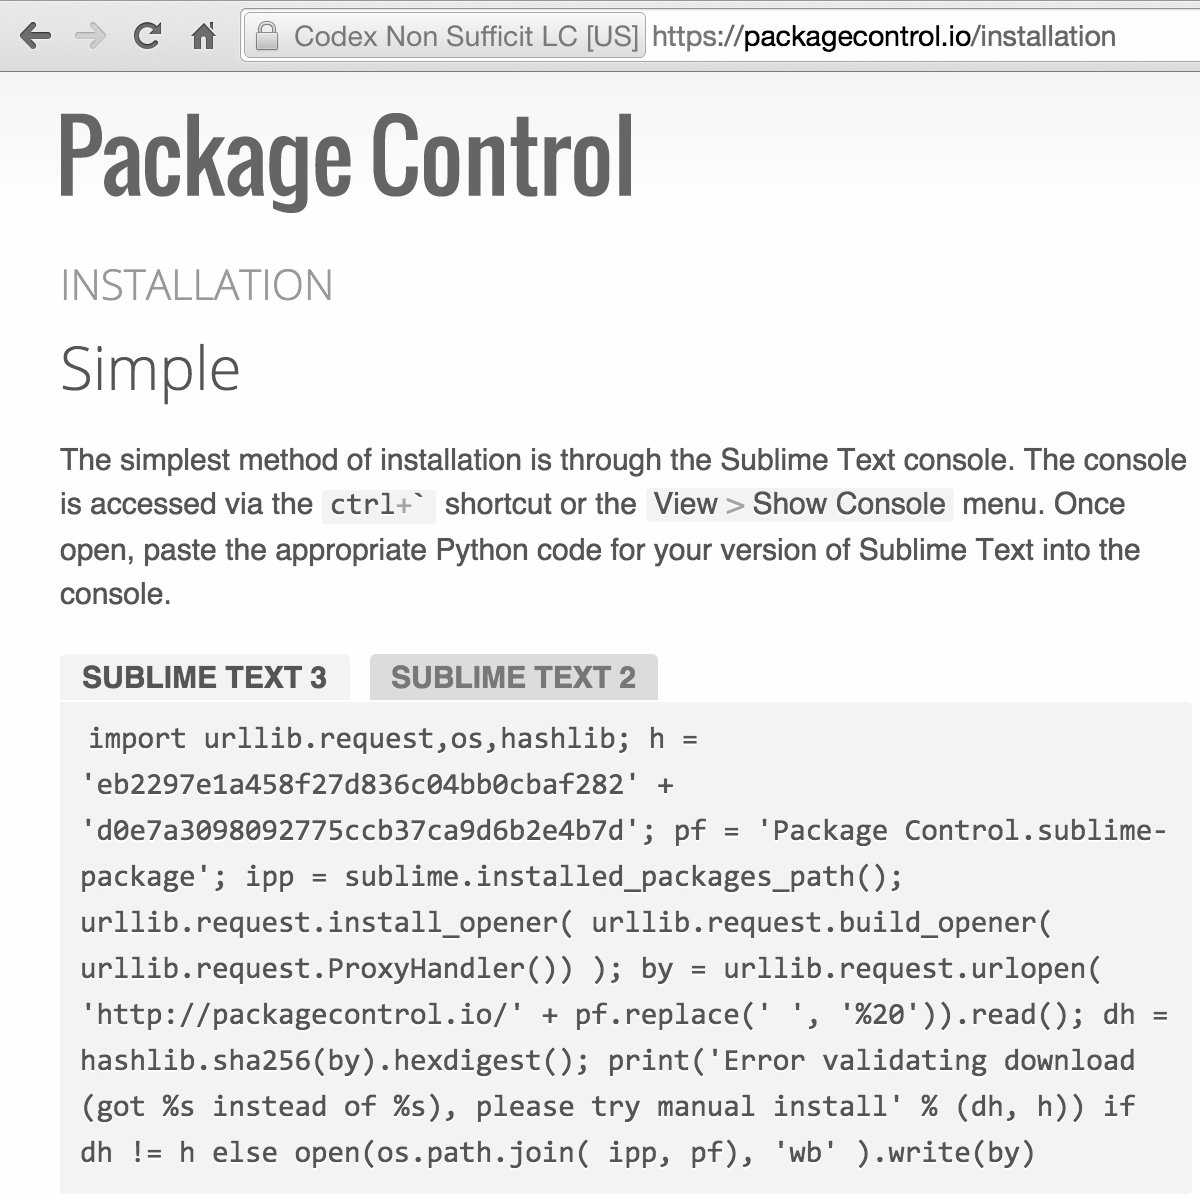 Codex Non Sufficit LC [US] https://packagecontrol.io/installation
Package Control
INSTALLATION
Simple
The simplest method of installation is through the Sublime Text console. The console
is accessed via the ctrl+` shortcut or the View > Show Console menu. Once
open, paste the appropriate Python code for your version of Sublime Text into the
console.
SUBLIME TEXT 3 SUBLIME TEXT 2
import urllib.request,os,hashlib; h =
'eb2297e1a458f27d836c04bb0cbaf282' +
'd0e7a3098092775ccb37ca9d6b2e4b7d'; pf = 'Package Control.sublime-
package'; ipp = sublime.installed_packages_path();
urllib.request.install_opener( urllib.request.build_opener(
urllib.request.ProxyHandler()) ); by = urllib.request.urlopen(
'http://packagecontrol.io/' + pf.replace(' ', '%20')).read(); dh =
hashlib.sha256(by).hexdigest(); print('Error validating download
(got %s instead of %s), please try manual install' % (dh, h)) if
dh != h else open(os.path.join( ipp, pf), 'wb' ).write(by)